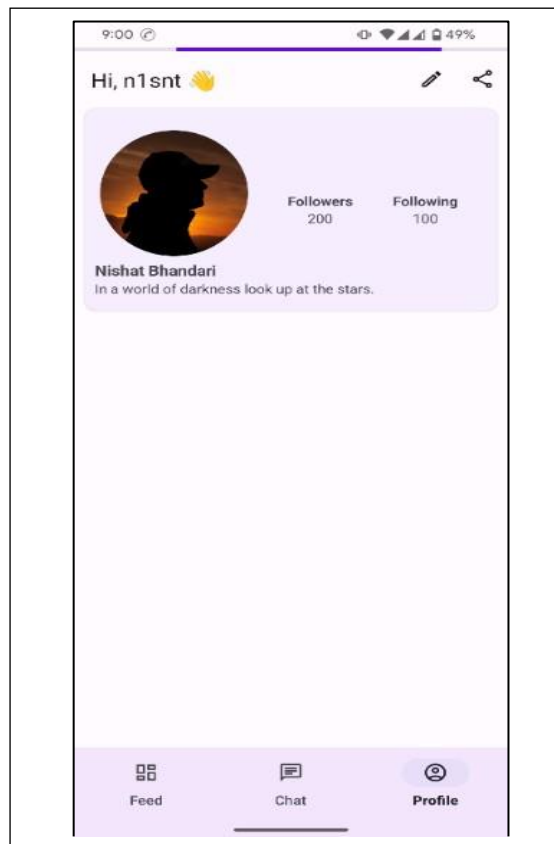 9:00 49%
Hi, n1snt 👋
Followers Following
200 100
Nishat Bhandari
In a world of darkness look up at the stars.
Feed Chat Profile